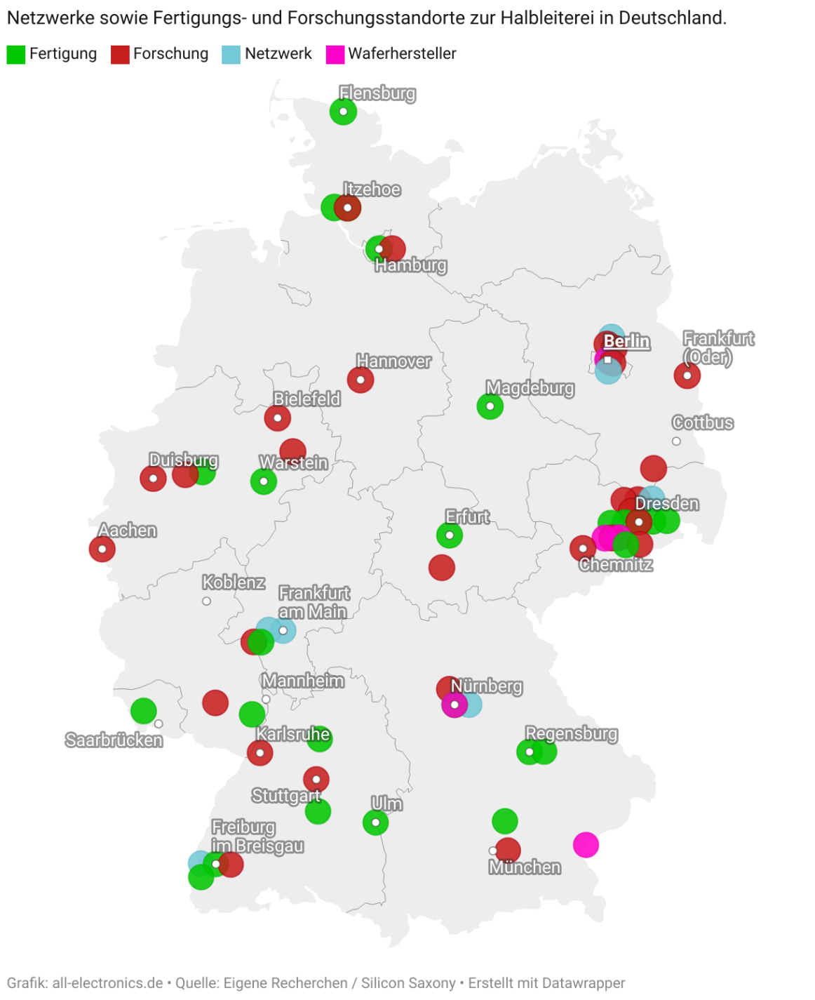 Netzwerke sowie Fertigungs- und Forschungsstandorte zur Halbleiterei in Deutschland.
Fertigung Forschung Netzwerk Waferhersteller
Flensburg
Itzehoe
Hamburg
Berlin
Frankfurt
(Oder)
Hannover
Magdeburg
Bielefeld
Cottbus
Duisburg
Warstein
Dresden
Erfurt
Aachen
Chemnitz
Koblenz
Frankfurt
am Main
Mannheim
Nürnberg
Saarbrücken
Karlsruhe
Regensburg
Stuttgart
Ulm
Freiburg
im Breisgau
München
Grafik: all-electronics.de • Quelle: Eigene Recherchen / Silicon Saxony • Erstellt mit Datawrapper